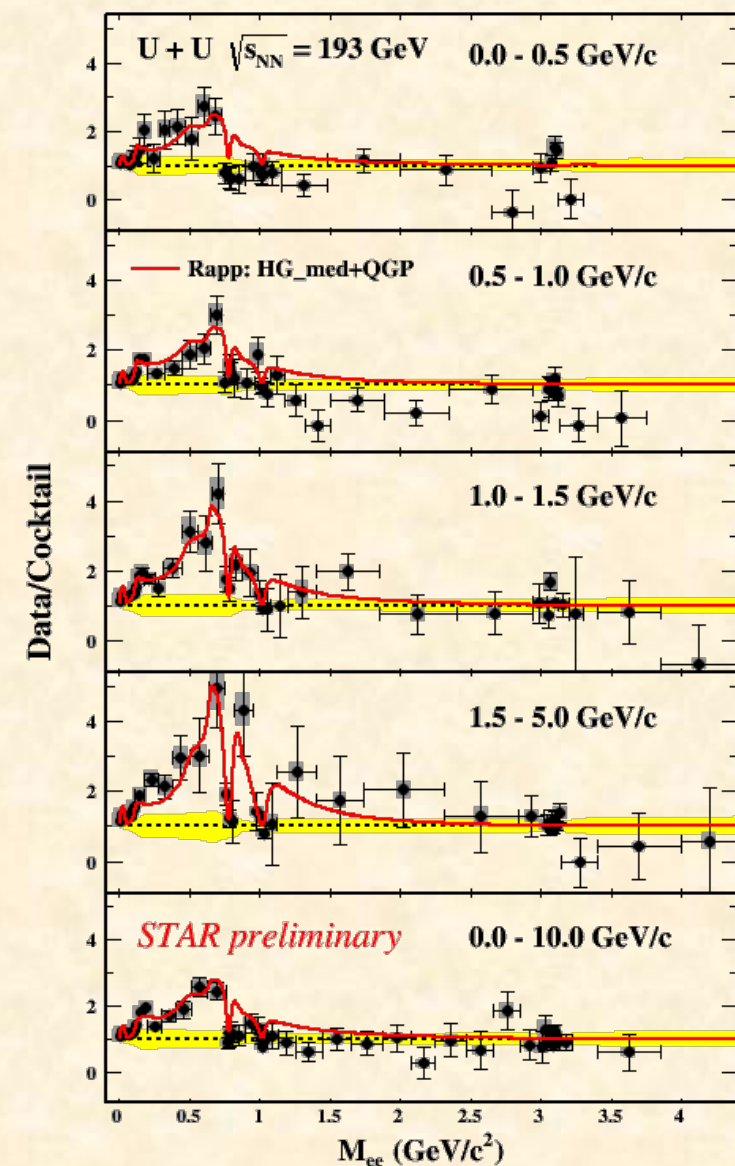 U + U √s_NN = 193 GeV 0.0 - 0.5 GeV/c
4
2
0
Rapp: HG_med+QGP 0.5 - 1.0 GeV/c
4
2
0
1.0 - 1.5 GeV/c
4
2
0
1.5 - 5.0 GeV/c
4
2
0
STAR preliminary 0.0 - 10.0 GeV/c
4
2
0
Data/Cocktail
0 0.5 1 1.5 2 2.5 3 3.5 4
M_ee (GeV/c²)